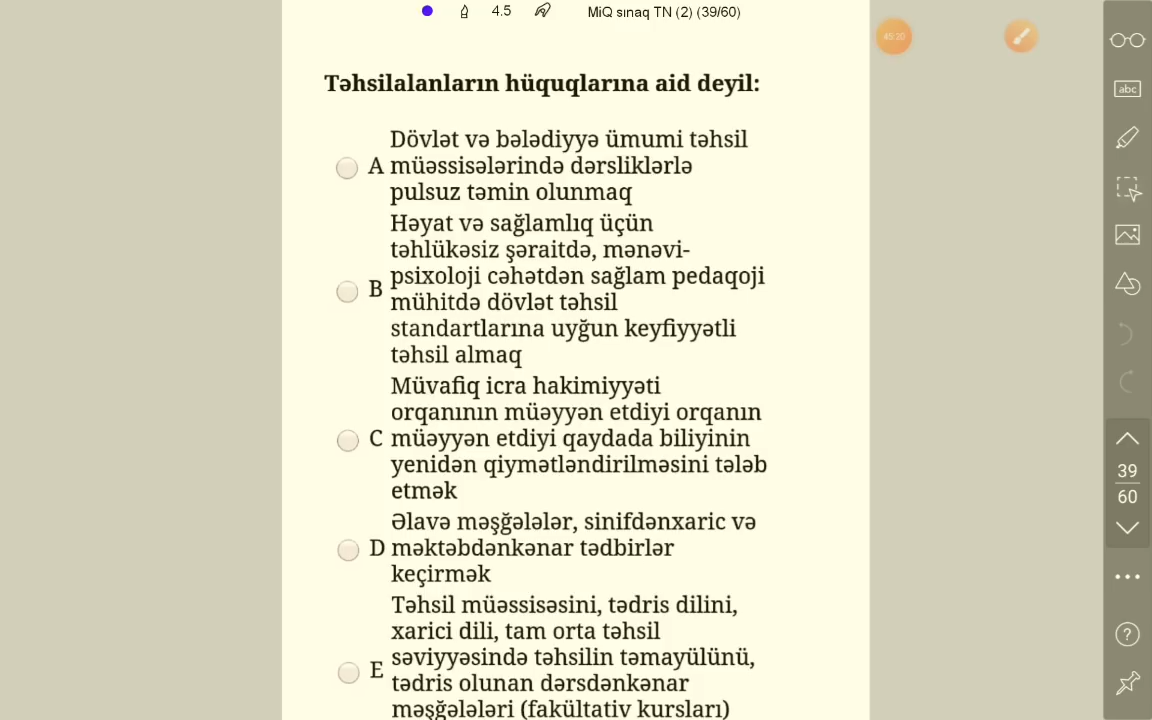 4.5 MiQ sınaq TN (2) (39/60)
45:20
abc
Təhsilalanların hüquqlarına aid deyil:
Dövlət və bələdiyyə ümumi təhsil
A müəssisələrində dərsliklərlə
pulsuz təmin olunmaq
Həyat və sağlamlıq üçün
təhlükəsiz şəraitdə, mənəvi-
psixoloji cəhətdən sağlam pedaqoji
B
mühitdə dövlət təhsil
standartlarına uyğun keyfiyyətli
təhsil almaq
Müvafiq icra hakimiyyəti
orqanının müəyyən etdiyi orqanın
C müəyyən etdiyi qaydada biliyinin
yenidən qiymətləndirilməsini tələb
etmək
Əlavə məşğələlər, sinifdənxaric və
D məktəbdənkənar tədbirlər
keçirmək
Təhsil müəssisəsini, tədris dilini,
xarici dili, tam orta təhsil
səviyyəsində təhsilin təmayülünü,
E
tədris olunan dərsdənkənar
məşğələləri (fakültativ kursları)
39
60
?